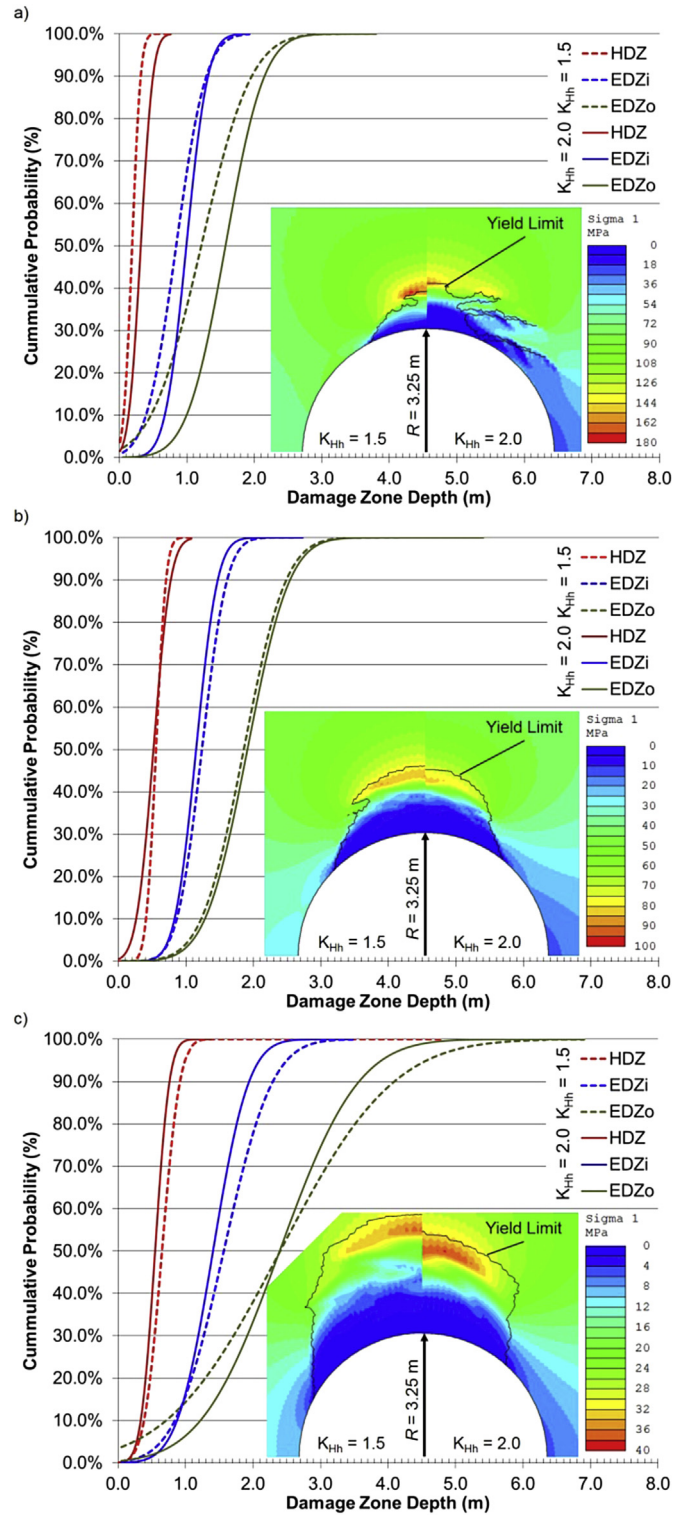 a)
100.0%
90.0%
80.0%
70.0%
60.0%
50.0%
40.0%
30.0%
20.0%
10.0%
0.0%
Cummulative Probability (%)
0.0 1.0 2.0 3.0 4.0 5.0 6.0 7.0 8.0
Damage Zone Depth (m)
K_Hh = 1.5
HDZ
EDZi
EDZo
K_Hh = 2.0
HDZ
EDZi
EDZo
Yield Limit
R = 3.25 m
K_Hh = 1.5
K_Hh = 2.0
Sigma 1
MPa
0
18
36
54
72
90
108
126
144
162
180
b)
100.0%
90.0%
80.0%
70.0%
60.0%
50.0%
40.0%
30.0%
20.0%
10.0%
0.0%
Cummulative Probability (%)
0.0 1.0 2.0 3.0 4.0 5.0 6.0 7.0 8.0
Damage Zone Depth (m)
K_Hh = 1.5
HDZ
EDZi
EDZo
K_Hh = 2.0
HDZ
EDZi
EDZo
Yield Limit
R = 3.25 m
K_Hh = 1.5
K_Hh = 2.0
Sigma 1
MPa
0
10
20
30
40
50
60
70
80
90
100
c)
100.0%
90.0%
80.0%
70.0%
60.0%
50.0%
40.0%
30.0%
20.0%
10.0%
0.0%
Cummulative Probability (%)
0.0 1.0 2.0 3.0 4.0 5.0 6.0 7.0 8.0
Damage Zone Depth (m)
K_Hh = 1.5
HDZ
EDZi
EDZo
K_Hh = 2.0
HDZ
EDZi
EDZo
Yield Limit
R = 3.25 m
K_Hh = 1.5
K_Hh = 2.0
Sigma 1
MPa
0
4
8
12
16
20
24
28
32
36
40